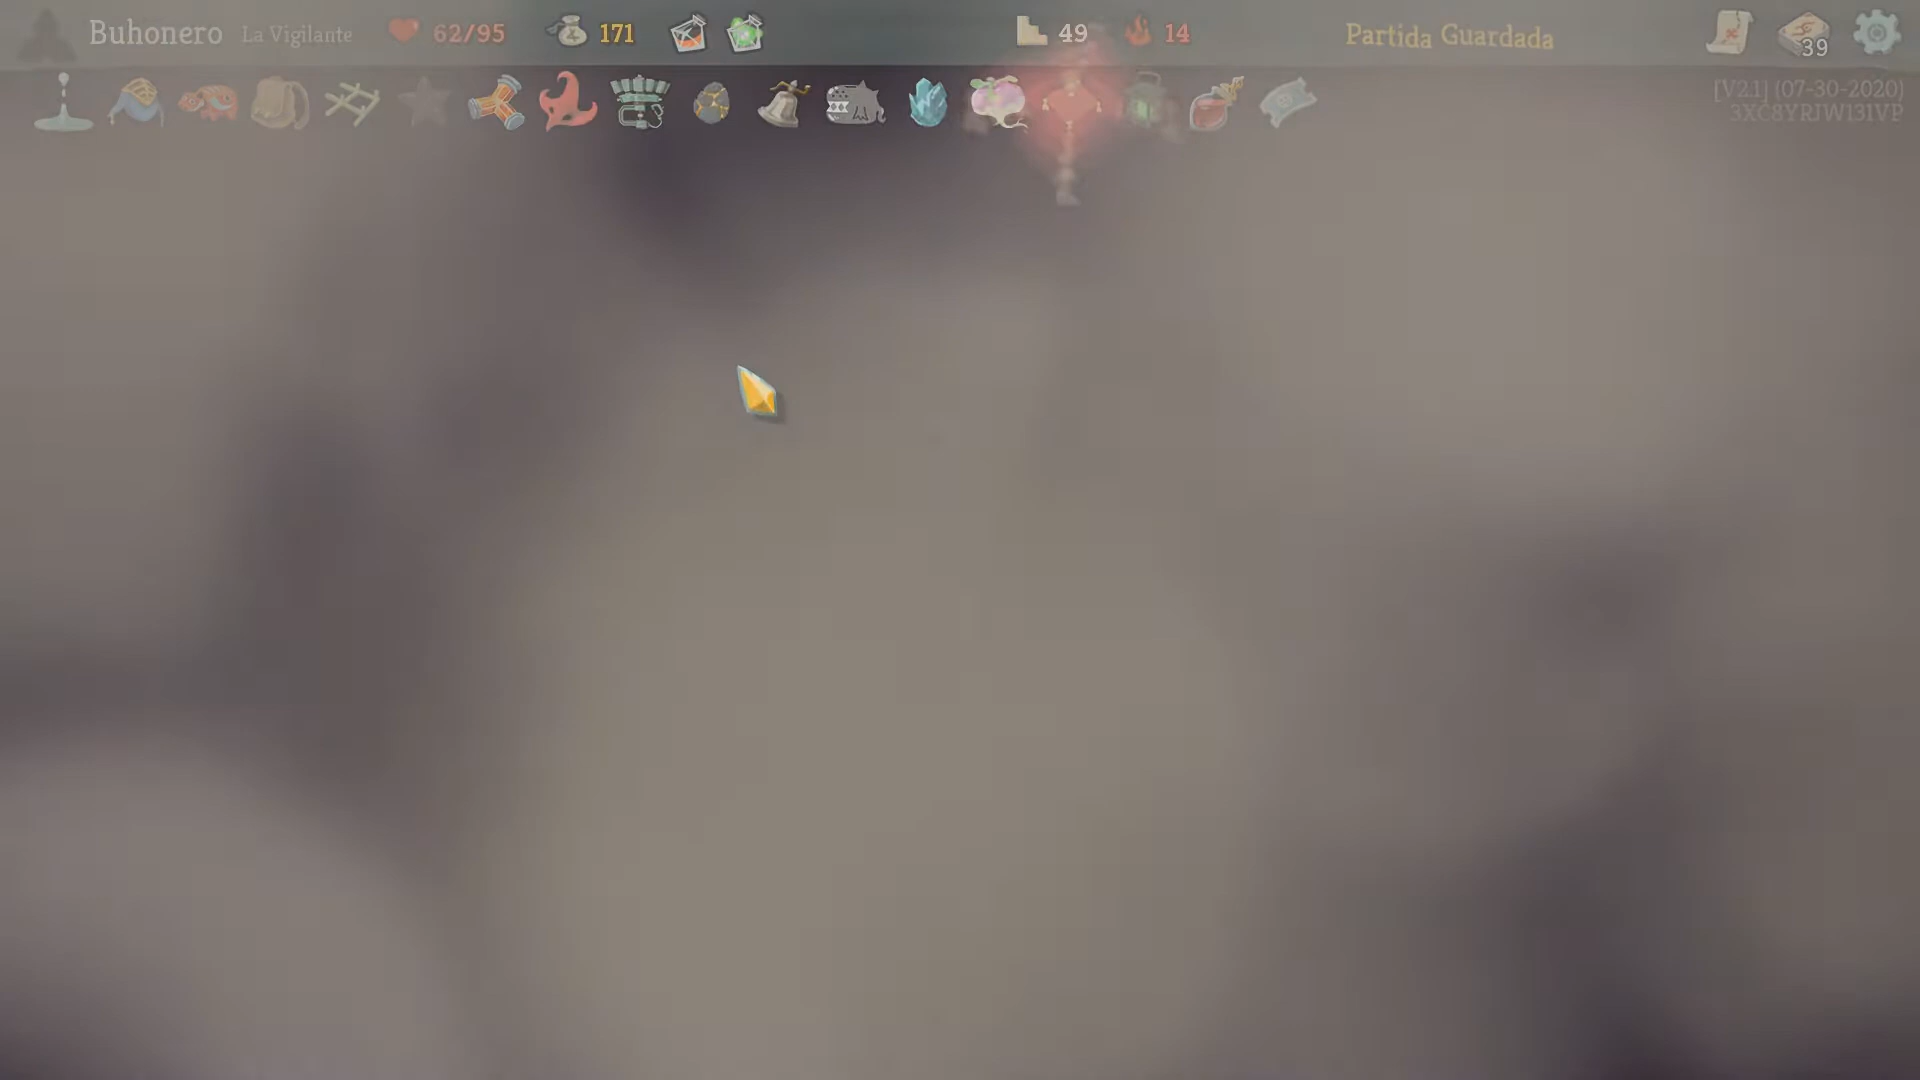 Buhonero La Vigilante 62/95 171 49 14 Partida Guardada 39
[V2.1] (07-30-2020)
3XC8YRJW131VP